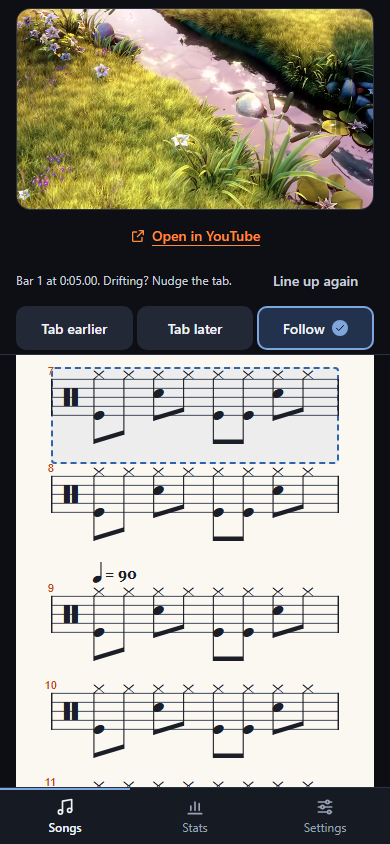 Open in YouTube
Bar 1 at 0:05.00. Drifting? Nudge the tab.
Line up again
Tab earlier
Tab later
Follow
7
8
= 90
9
10
11
Songs
Stats
Settings